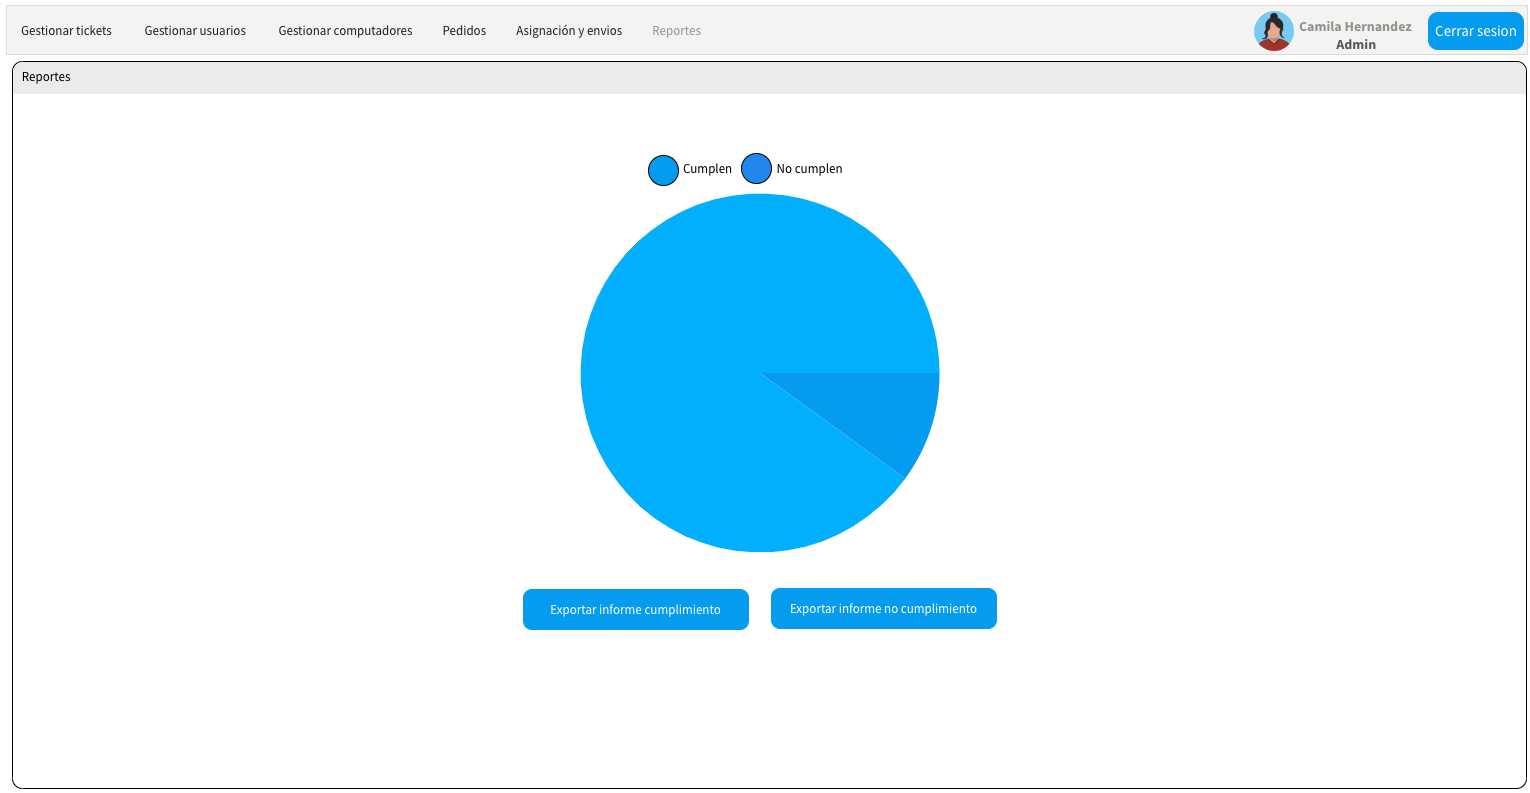 Gestionar tickets
Gestionar usuarios
Gestionar computadores
Pedidos
Asignación y envios
Reportes
Camila Hernandez
Admin
Cerrar sesion
Reportes
Cumplen
No cumplen
Exportar informe cumplimiento
Exportar informe no cumplimiento